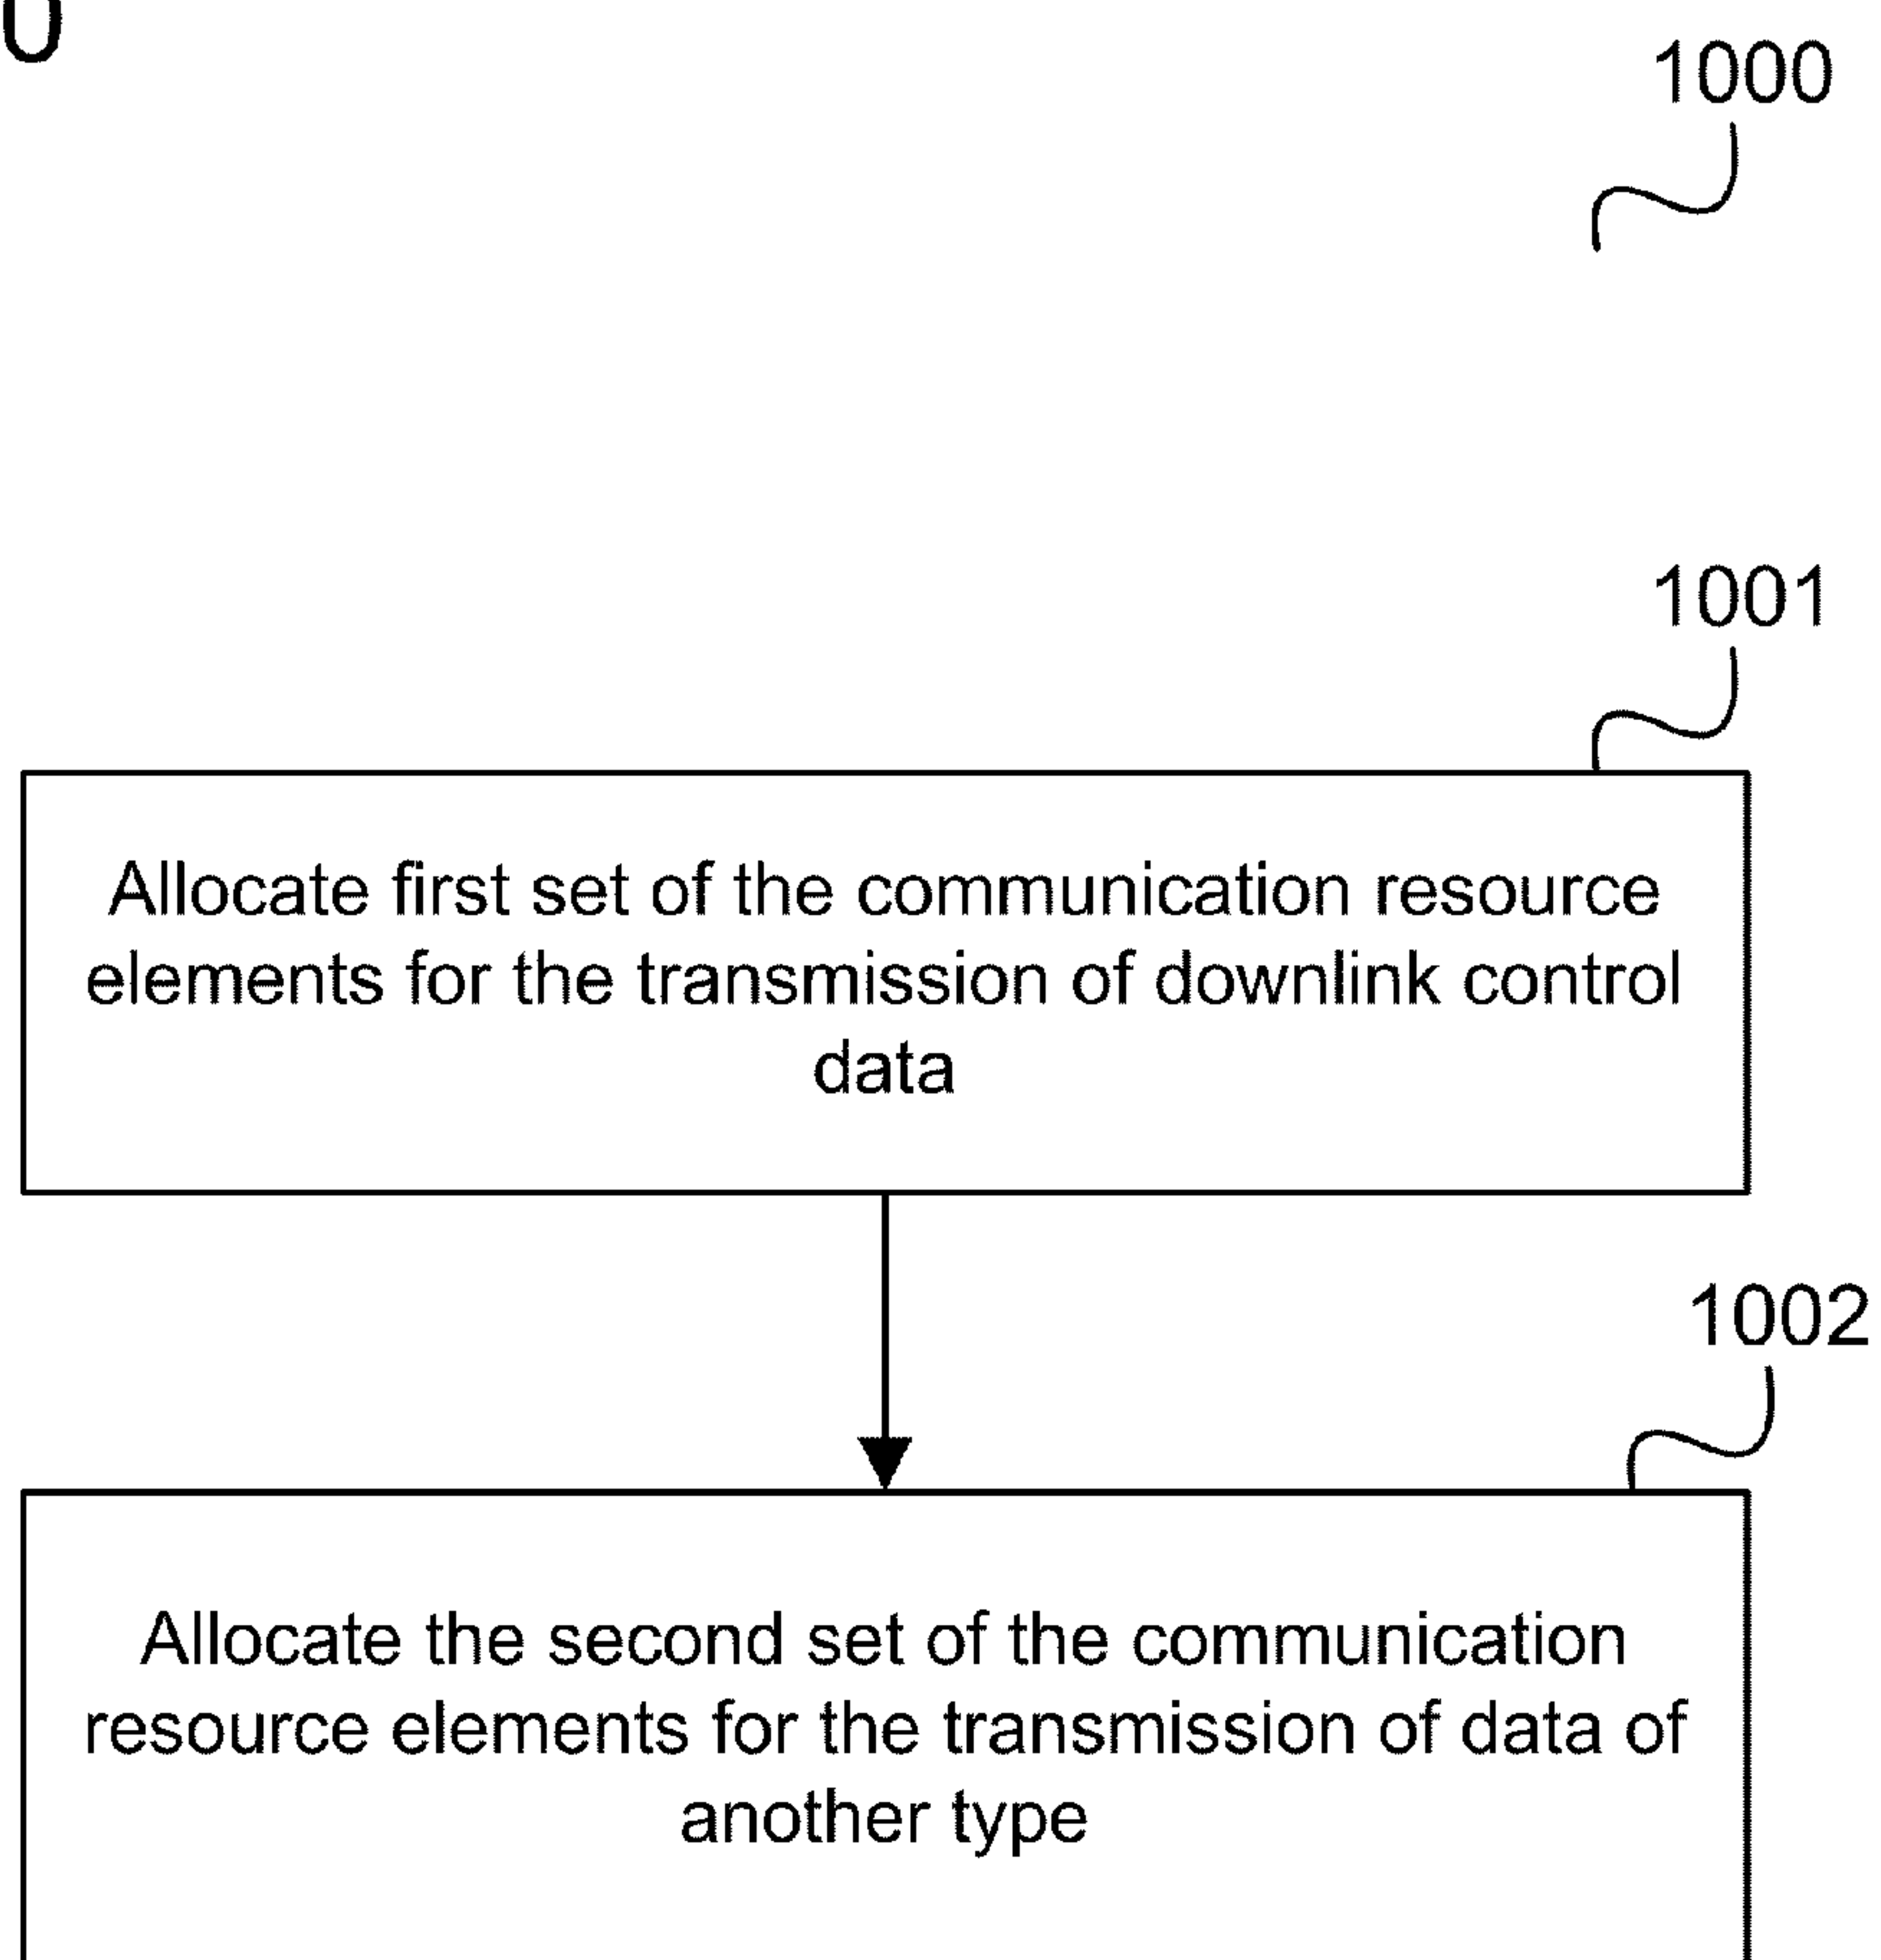 1000
1001
Allocate first set of the communication resource
elements for the transmission of downlink control
data
1002
Allocate the second set of the communication
resource elements for the transmission of data of
another type